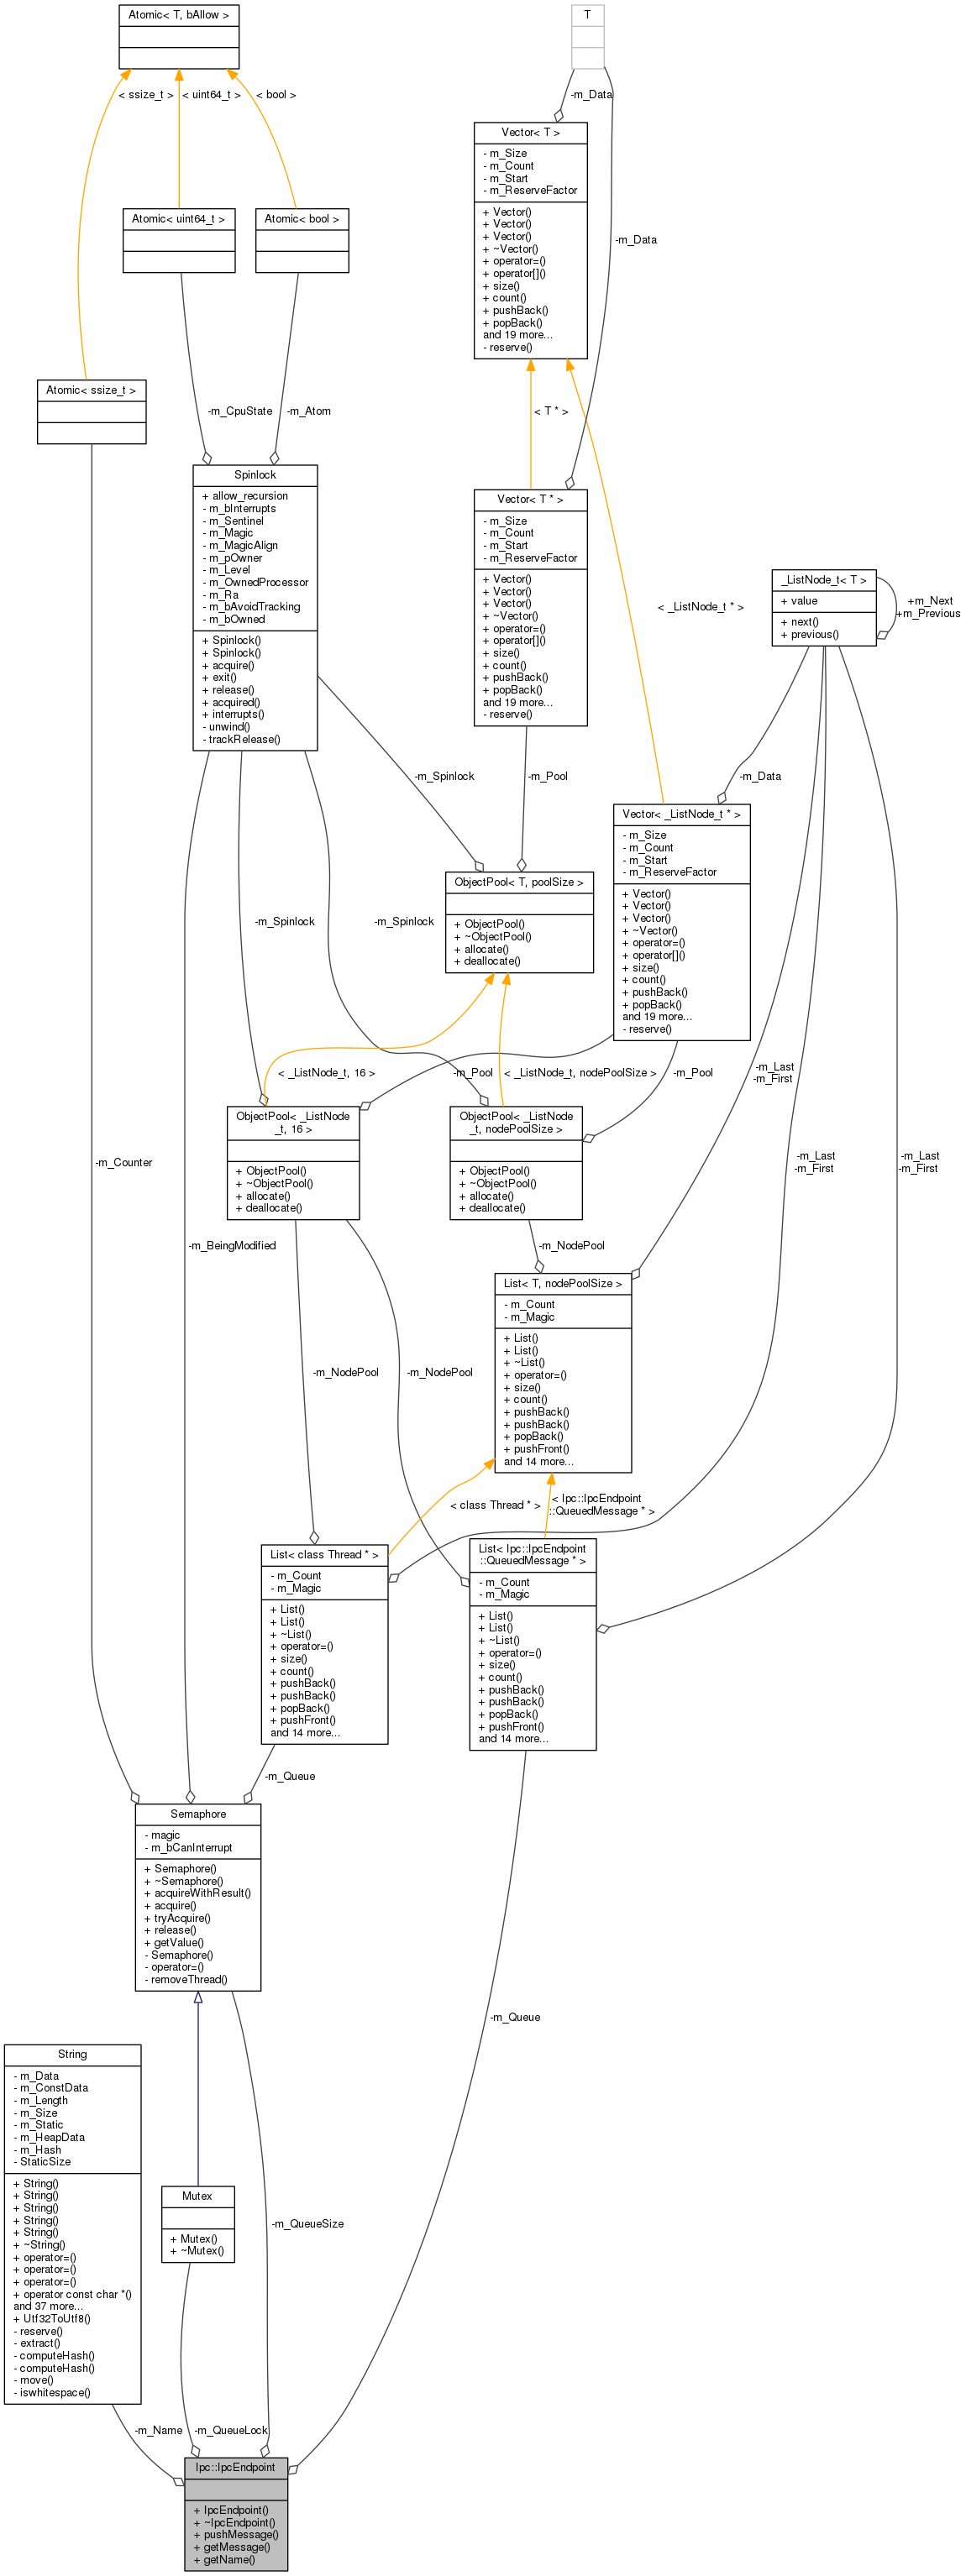 Atomic< T, bAllow >
T
< ssize_t >
< uint64_t >
< bool >
-m_Data
Vector< T >
- m_Size
- m_Count
- m_Start
- m_ReserveFactor
+ Vector()
+ Vector()
+ Vector()
+ ~Vector()
+ operator=()
+ operator[]()
+ size()
+ count()
+ pushBack()
+ popBack()
and 19 more...
- reserve()
Atomic< uint64_t >
Atomic< bool >
-m_Data
Atomic< ssize_t >
-m_CpuState
-m_Atom
< T * >
Spinlock
+ allow_recursion
- m_bInterrupts
- m_Sentinel
- m_Magic
- m_MagicAlign
- m_pOwner
- m_Level
- m_OwnedProcessor
- m_Ra
- m_bAvoidTracking
- m_bOwned
+ Spinlock()
+ Spinlock()
+ acquire()
+ exit()
+ release()
+ acquired()
+ interrupts()
- unwind()
- trackRelease()
Vector< T * >
- m_Size
- m_Count
- m_Start
- m_ReserveFactor
+ Vector()
+ Vector()
+ Vector()
+ ~Vector()
+ operator=()
+ operator[]()
+ size()
+ count()
+ pushBack()
+ popBack()
and 19 more...
- reserve()
< _ListNode_t * >
_ListNode_t< T >
+ value
+ next()
+ previous()
+m_Next
+m_Previous
-m_Spinlock
-m_Pool
-m_Data
Vector< _ListNode_t * >
- m_Size
- m_Count
- m_Start
- m_ReserveFactor
+ Vector()
+ Vector()
+ Vector()
+ ~Vector()
+ operator=()
+ operator[]()
+ size()
+ count()
+ pushBack()
+ popBack()
and 19 more...
- reserve()
ObjectPool< T, poolSize >
+ ObjectPool()
+ ~ObjectPool()
+ allocate()
+ deallocate()
-m_Spinlock
-m_Spinlock
< _ListNode_t, 16 >
-m_Pool
< _ListNode_t, nodePoolSize >
-m_Pool
-m_Last
-m_First
ObjectPool< _ListNode
_t, 16 >
+ ObjectPool()
+ ~ObjectPool()
+ allocate()
+ deallocate()
ObjectPool< _ListNode
_t, nodePoolSize >
+ ObjectPool()
+ ~ObjectPool()
+ allocate()
+ deallocate()
-m_Counter
-m_Last
-m_First
-m_Last
-m_First
-m_BeingModified
-m_NodePool
List< T, nodePoolSize >
- m_Count
- m_Magic
+ List()
+ List()
+ ~List()
+ operator=()
+ size()
+ count()
+ pushBack()
+ pushBack()
+ popBack()
+ pushFront()
and 14 more...
-m_NodePool
-m_NodePool
< class Thread * >
< Ipc::IpcEndpoint
::QueuedMessage * >
List< class Thread * >
- m_Count
- m_Magic
+ List()
+ List()
+ ~List()
+ operator=()
+ size()
+ count()
+ pushBack()
+ pushBack()
+ popBack()
+ pushFront()
and 14 more...
List< Ipc::IpcEndpoint
::QueuedMessage * >
- m_Count
- m_Magic
+ List()
+ List()
+ ~List()
+ operator=()
+ size()
+ count()
+ pushBack()
+ pushBack()
+ popBack()
+ pushFront()
and 14 more...
-m_Queue
Semaphore
- magic
- m_bCanInterrupt
+ Semaphore()
+ ~Semaphore()
+ acquireWithResult()
+ acquire()
+ tryAcquire()
+ release()
+ getValue()
- Semaphore()
- operator=()
- removeThread()
-m_Queue
String
- m_Data
- m_ConstData
- m_Length
- m_Size
- m_Static
- m_HeapData
- m_Hash
- StaticSize
+ String()
+ String()
+ String()
+ String()
+ String()
+ ~String()
+ operator=()
+ operator=()
+ operator=()
+ operator const char *()
and 37 more...
+ Utf32ToUtf8()
- reserve()
- extract()
- computeHash()
- computeHash()
- move()
- iswhitespace()
Mutex
+ Mutex()
+ ~Mutex()
-m_QueueSize
-m_Name
-m_QueueLock
Ipc::IpcEndpoint
+ IpcEndpoint()
+ ~IpcEndpoint()
+ pushMessage()
+ getMessage()
+ getName()